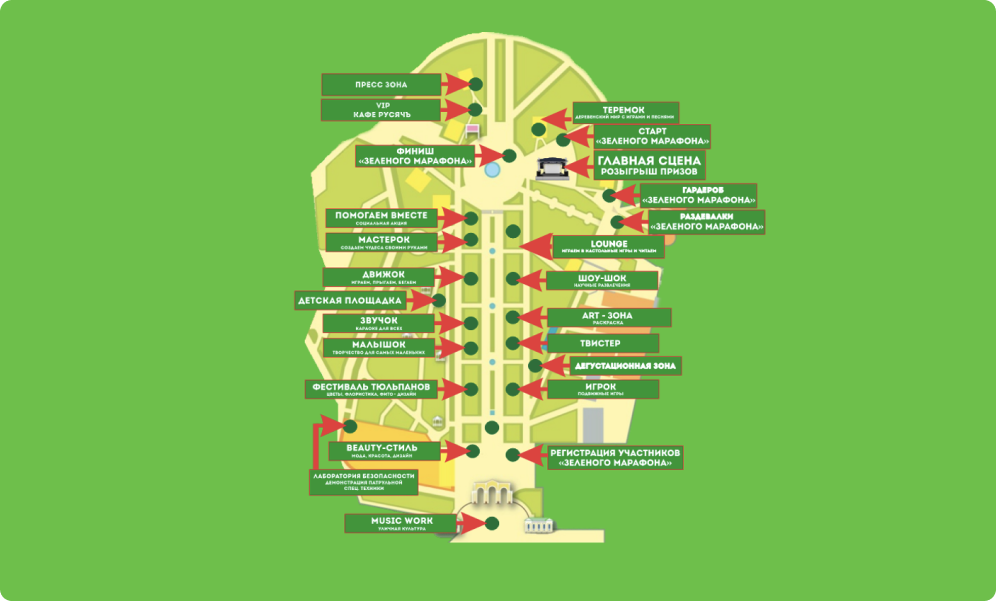 ПРЕСС ЗОНА
VIP
КАФЕ РУСЯЧЪ
ФИНИШ
«ЗЕЛЕНОГО МАРАФОНА»
ТЕРЕМОК
ДЕРЕВЕНСКИЙ МИР С ИГРАМИ И ПЕСНЯМИ
СТАРТ
«ЗЕЛЕНОГО МАРАФОНА»
ГЛАВНАЯ СЦЕНА
РОЗЫГРЫШ ПРИЗОВ
ГАРДЕРОБ
«ЗЕЛЕНОГО МАРАФОНА»
РАЗДЕВАЛКИ
«ЗЕЛЕНОГО МАРАФОНА»
ПОМОГАЕМ ВМЕСТЕ
СОЦИАЛЬНАЯ АКЦИЯ
МАСТЕРОК
СОЗДАЕМ ЧУДЕСА СВОИМИ РУКАМИ
LOUNGE
ИГРАЕМ В НАСТОЛЬНЫЕ ИГРЫ И ЧИТАЕМ
ДВИЖОК
ИГРАЕМ, ПРЫГАЕМ, БЕГАЕМ
ШОУ-ШОК
НАУЧНЫЕ РАЗВЛЕЧЕНИЯ
ДЕТСКАЯ ПЛОЩАДКА
ЗВУЧОК
КАРАОКЕ ДЛЯ ВСЕХ
ART - ЗОНА
РАСКРАСКА
МАЛЫШОК
ТВОРЧЕСТВО ДЛЯ САМЫХ МАЛЕНЬКИХ
ТВИСТЕР
ДЕГУСТАЦИОННАЯ ЗОНА
ФЕСТИВАЛЬ ТЮЛЬПАНОВ
ЦВЕТЫ, ФЛОРИСТИКА, ФИТО - ДИЗАЙН
ИГРОК
ПОДВИЖНЫЕ ИГРЫ
BEAUTY-СТИЛЬ
МОДА, КРАСОТА, ДИЗАЙН
РЕГИСТРАЦИЯ УЧАСТНИКОВ
«ЗЕЛЕНОГО МАРАФОНА»
ЛАБОРАТОРИЯ БЕЗОПАСНОСТИ
ДЕМОНСТРАЦИЯ ПАТРУЛЬНОЙ
СПЕЦ. ТЕХНИКИ
MUSIC WORK
УЛИЧНАЯ КУЛЬТУРА